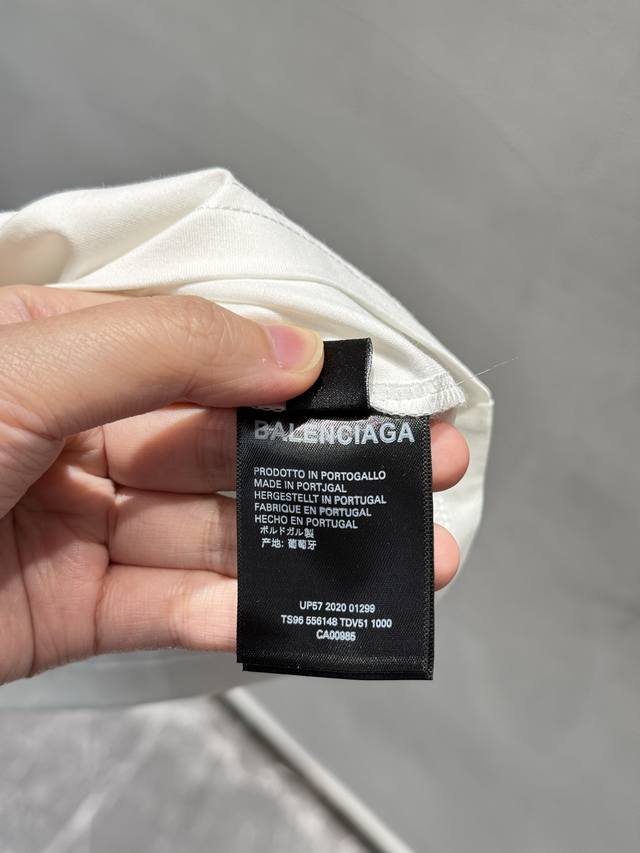 BALENCIAGA
PRODOTTO IN PORTOGALLO
MADE IN PORTJGAL
HERGESTELLT IN PORTUGAL
FABRIQUE EN PORTUGAL
HECHO EN PORTUGAL
ポルドガル製
产地: 葡萄牙
UP57 2020 01299
TS96 556148 TDV51 1000
CA00985